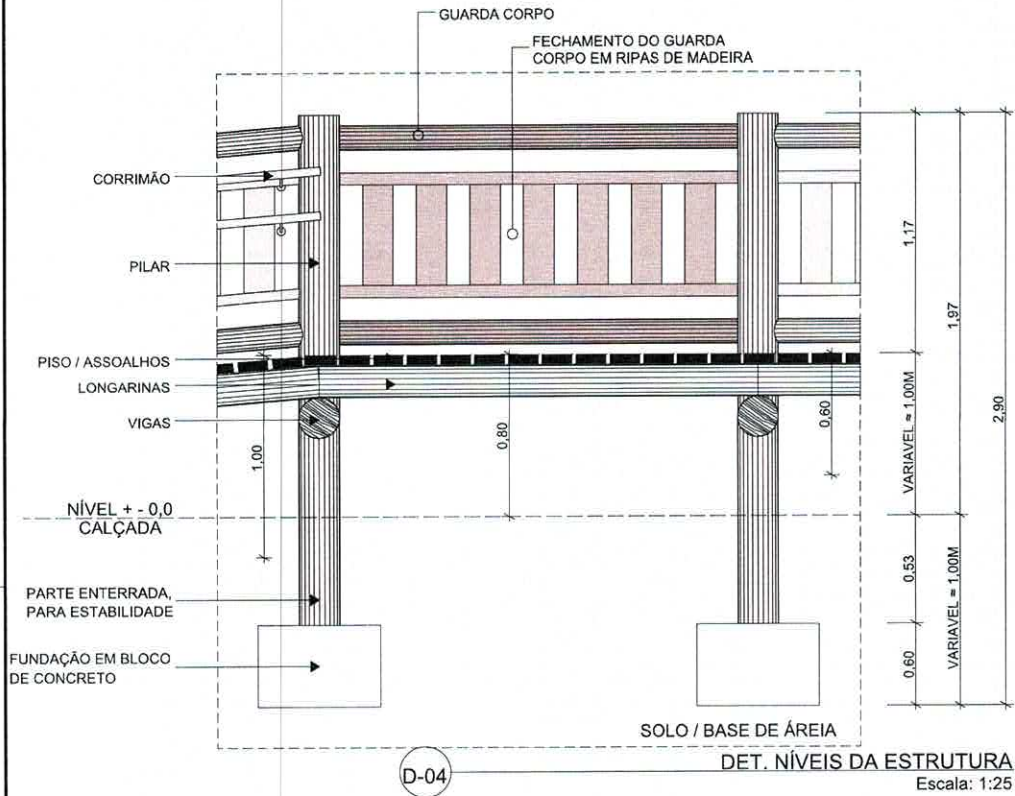 GUARDA CORPO
FECHAMENTO DO GUARDA
CORPO EM RIPAS DE MADEIRA
CORRIMÃO
PILAR
PISO / ASSOALHOS
LONGARINAS
VIGAS
NÍVEL + - 0,0
CALÇADA
PARTE ENTERRADA,
PARA ESTABILIDADE
FUNDAÇÃO EM BLOCO
DE CONCRETO
1,00
0,80
0,60
1,17
VARIAVEL ≈ 1,00M
0,53
0,60
1,97
VARIAVEL ≈ 1,00M
2,90
SOLO / BASE DE ÁREIA
D-04
DET. NÍVEIS DA ESTRUTURA
Escala: 1:25